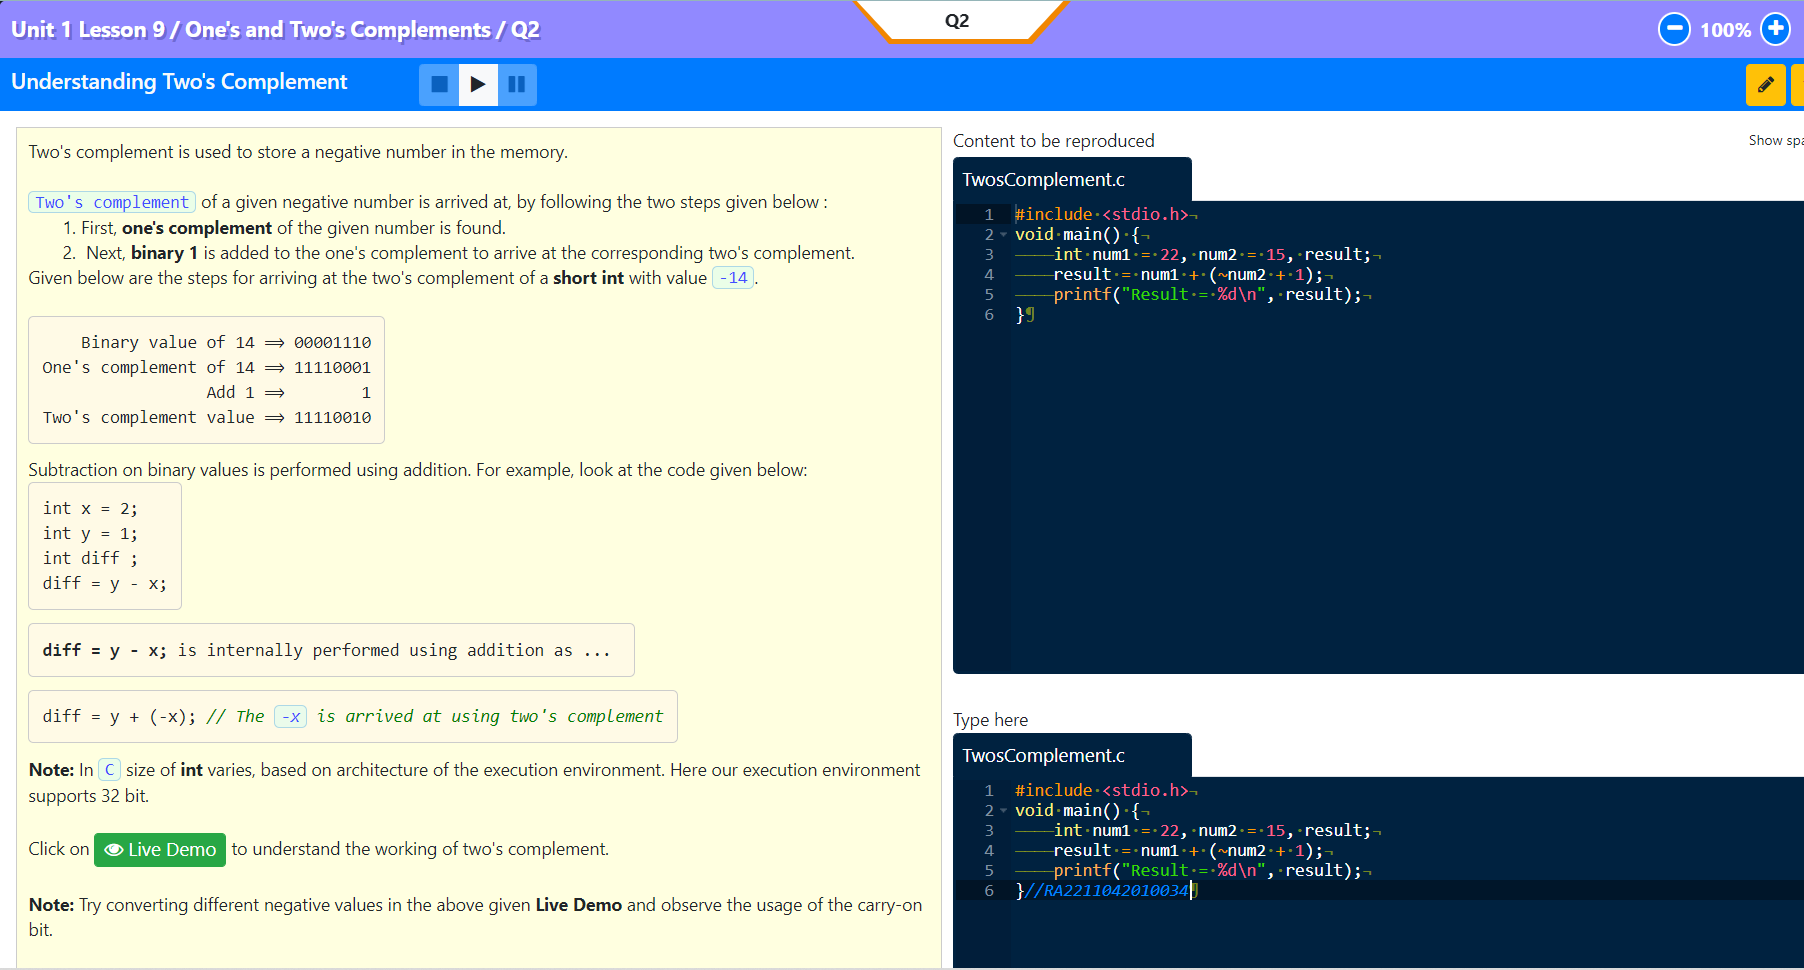 Unit 1 Lesson 9 / One's and Two's Complements / Q2
Q2
100%
Understanding Two's Complement
Two's complement is used to store a negative number in the memory.
Two's complement of a given negative number is arrived at, by following the two steps given below :
1. First, one's complement of the given number is found.
2. Next, binary 1 is added to the one's complement to arrive at the corresponding two's complement.
Given below are the steps for arriving at the two's complement of a short int with value -14.
Binary value of 14 ⟹ 00001110
One's complement of 14 ⟹ 11110001
Add 1 ⟹ 1
Two's complement value ⟹ 11110010
Subtraction on binary values is performed using addition. For example, look at the code given below:
int x = 2;
int y = 1;
int diff ;
diff = y - x;
diff = y - x; is internally performed using addition as ...
diff = y + (-x); // The -x is arrived at using two's complement
Note: In C size of int varies, based on architecture of the execution environment. Here our execution environment
supports 32 bit.
Click on Live Demo to understand the working of two's complement.
Note: Try converting different negative values in the above given Live Demo and observe the usage of the carry-on
bit.
Content to be reproduced
Show spa
TwosComplement.c
1 #include·<stdio.h>¬
2 void·main()·{¬
3 ————int·num1·=·22,·num2·=·15,·result;¬
4 ————result·=·num1·+·(~num2·+·1);¬
5 ————printf("Result·=·%d\n",·result);¬
6 }¶
Type here
TwosComplement.c
1 #include·<stdio.h>¬
2 void·main()·{¬
3 ————int·num1·=·22,·num2·=·15,·result;¬
4 ————result·=·num1·+·(~num2·+·1);¬
5 ————printf("Result·=·%d\n",·result);¬
6 }//RA2211042010034¶